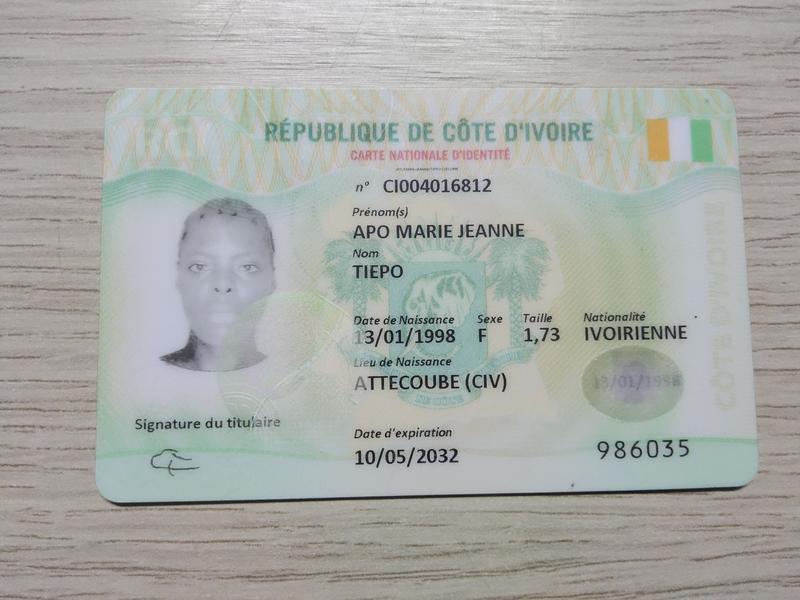 RÉPUBLIQUE DE CÔTE D'IVOIRE
CARTE NATIONALE D'IDENTITÉ
n° CI004016812
Prénom(s)
APO MARIE JEANNE
Nom
TIEPO
Date de Naissance Sexe Taille Nationalité
13/01/1998 F 1,73 IVOIRIENNE
Lieu de Naissance
ATTECOUBE (CIV)
13/01/1998
Signature du titulaire
Date d'expiration
10/05/2032
986035
CÔTE D'IVOIRE